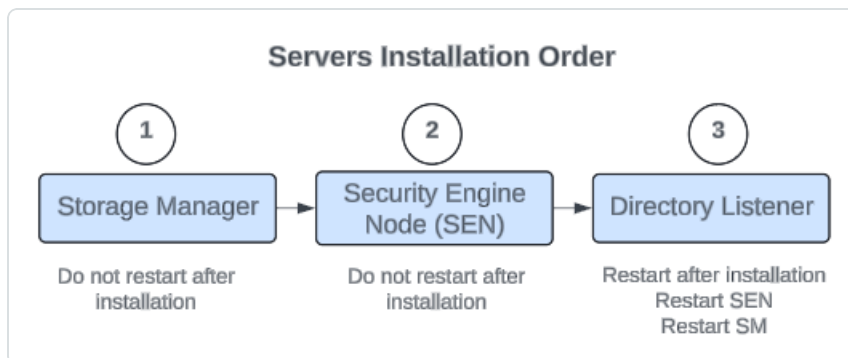 Servers Installation Order
1
2
3
Storage Manager
Security Engine
Node (SEN)
Directory Listener
Do not restart after
installation
Do not restart after
installation
Restart after installation
Restart SEN
Restart SM